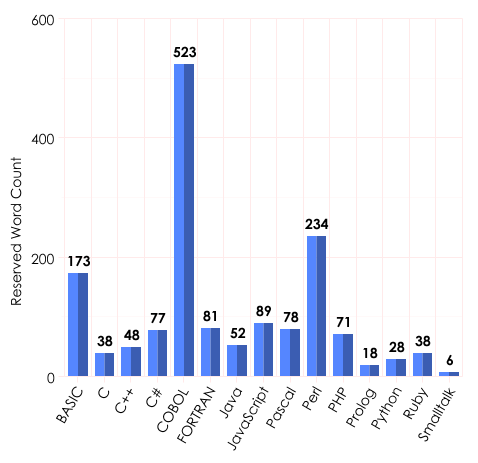 Reserved Word Count
600
400
200
0
173
38
48
77
523
81
52
89
78
234
71
18
28
38
6
BASIC
C
C++
C#
COBOL
FORTRAN
Java
JavaScript
Pascal
Perl
PHP
Prolog
Python
Ruby
Smalltalk